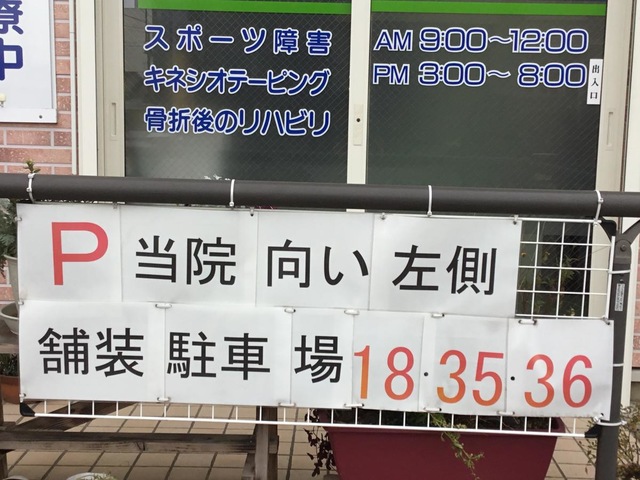 療中
スポーツ障害
キネシオテーピング
骨折後のリハビリ
AM 9:00～12:00
PM 3:00～8:00
出入口
P 当院 向い 左側
舗装 駐車 場 18・35・36